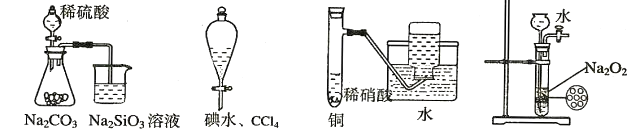 稀硫酸
Na₂CO₃ Na₂SiO₃ 溶液
碘水、CCl₄
稀硝酸
铜
水
水
Na₂O₂